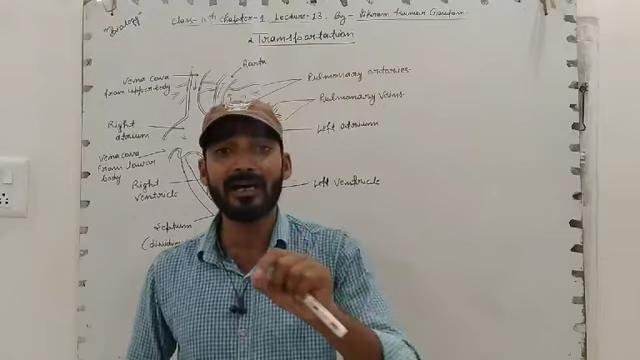 "Biology"
Class-10th Chapter-1 Lecture-13. By - Vikram Kumar Gautam
Transportation
Aorta
Vena cava
from upper body
Pulmonary arteries
Pulmonary Veins
Right
atrium
Left atrium
Vena cava
from lower
body
Right
ventricle
Left ventricle
Septum